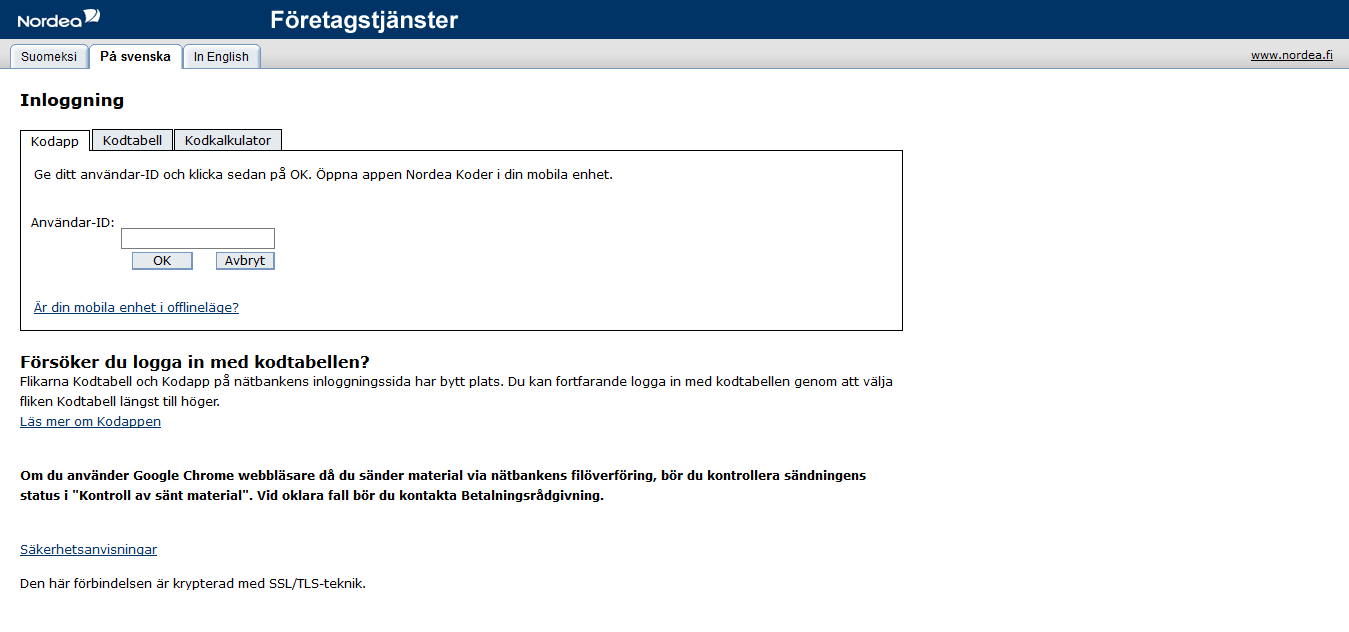 Nordea
Företagstjänster
Suomeksi
På svenska
In English
www.nordea.fi
Inloggning
Kodapp
Kodtabell
Kodkalkulator
Ge ditt användar-ID och klicka sedan på OK. Öppna appen Nordea Koder i din mobila enhet.
Användar-ID:
OK
Avbryt
Är din mobila enhet i offlineläge?
Försöker du logga in med kodtabellen?
Flikarna Kodtabell och Kodapp på nätbankens inloggningssida har bytt plats. Du kan fortfarande logga in med kodtabellen genom att välja
fliken Kodtabell längst till höger.
Läs mer om Kodappen
Om du använder Google Chrome webbläsare då du sänder material via nätbankens filöverföring, bör du kontrollera sändningens
status i "Kontroll av sänt material". Vid oklara fall bör du kontakta Betalningsrådgivning.
Säkerhetsanvisningar
Den här förbindelsen är krypterad med SSL/TLS-teknik.